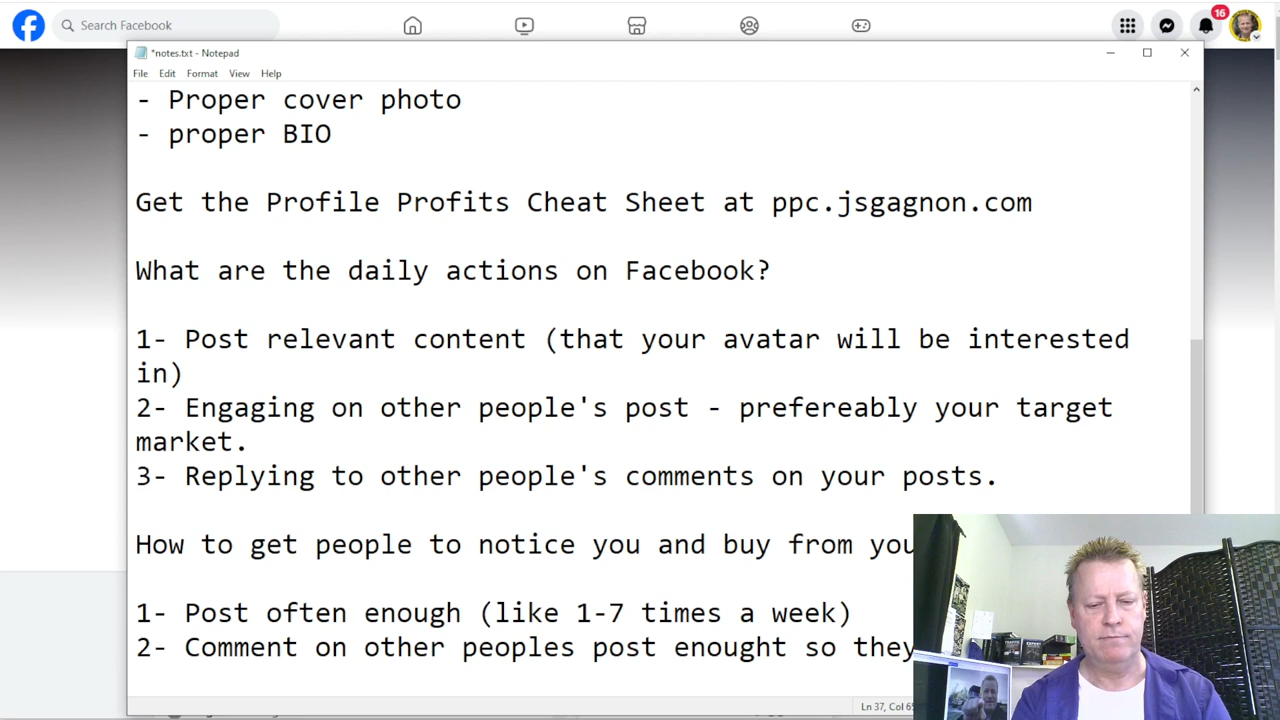 Search Facebook
16
*notes.txt - Notepad
File Edit Format View Help
- Proper cover photo
- proper BIO
Get the Profile Profits Cheat Sheet at ppc.jsgagnon.com
What are the daily actions on Facebook?
1- Post relevant content (that your avatar will be interested
in)
2- Engaging on other people's post - prefereably your target
market.
3- Replying to other people's comments on your posts.
How to get people to notice you and buy from you
1- Post often enough (like 1-7 times a week)
2- Comment on other peoples post enought so they
Ln 37, Col 65